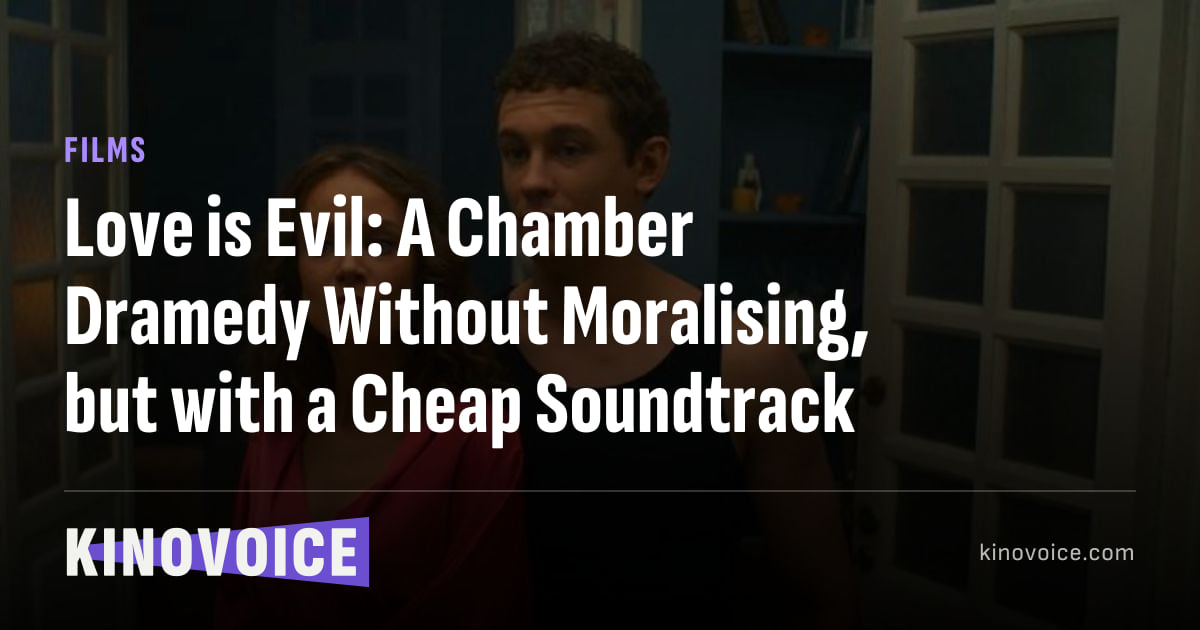 FILMS
Love is Evil: A Chamber
Dramedy Without Moralising,
but with a Cheap Soundtrack
KINOVOICE
kinovoice.com